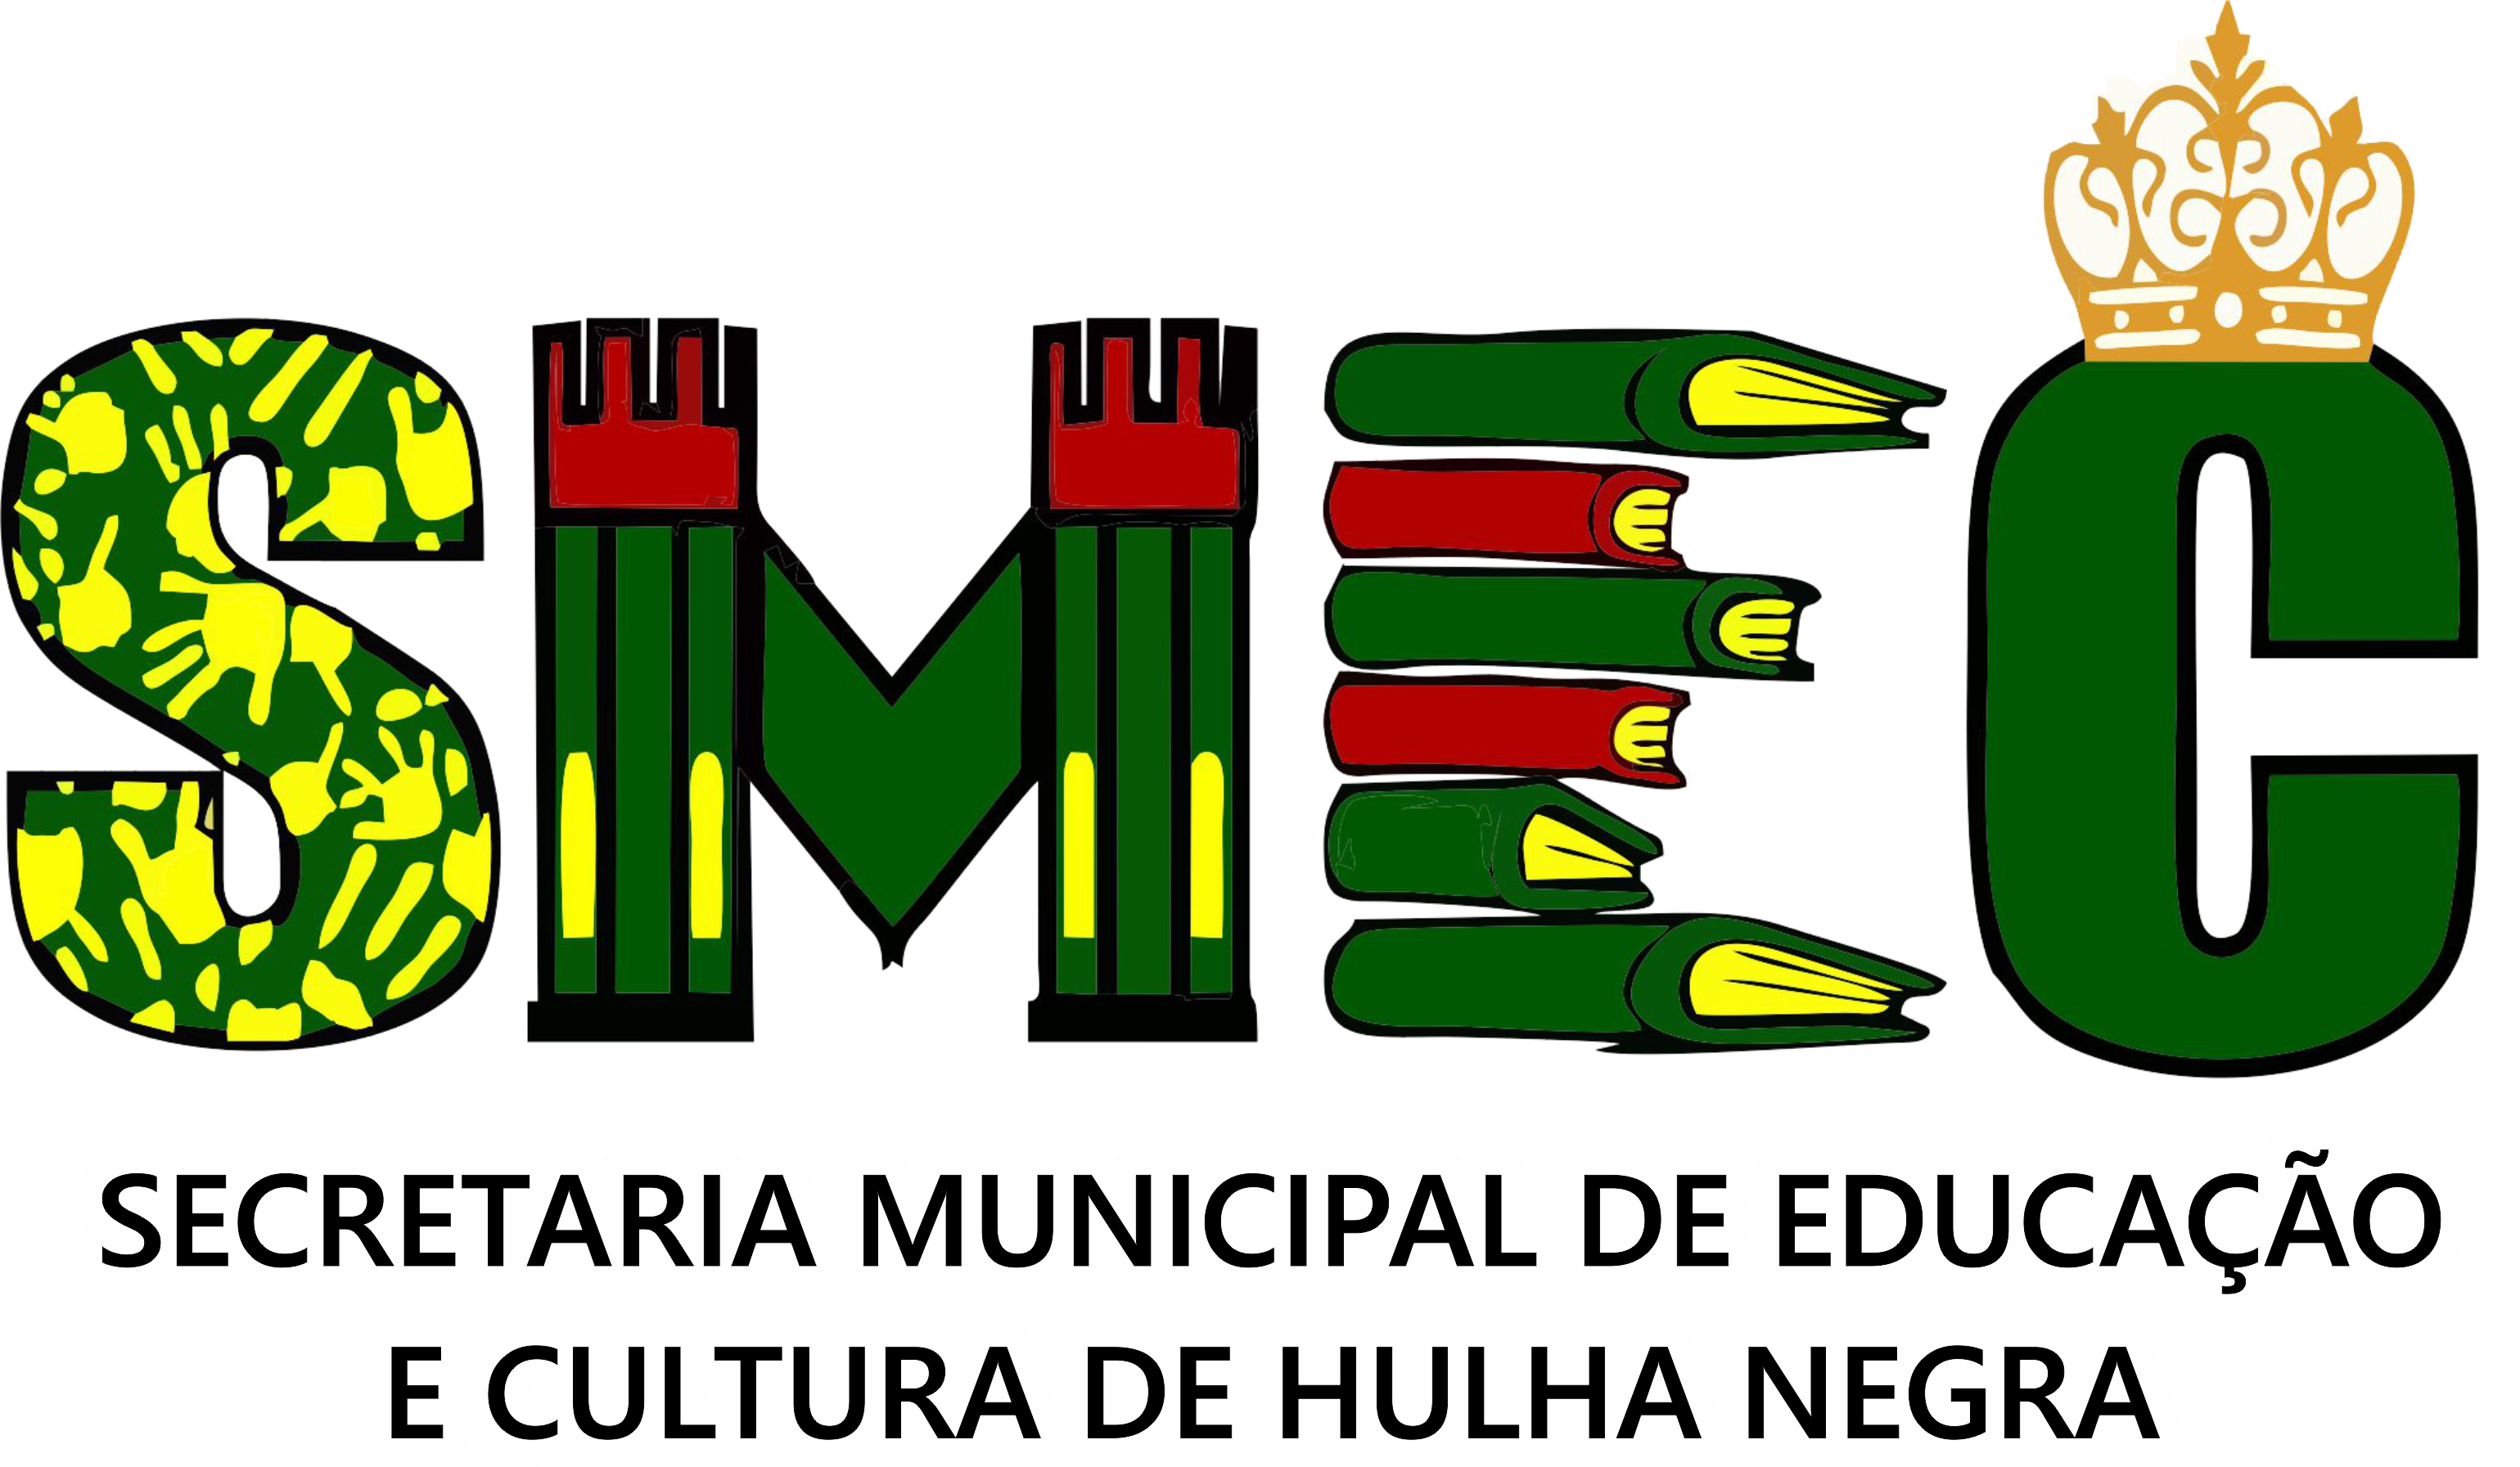 SMEC
SECRETARIA MUNICIPAL DE EDUCAÇÃO
E CULTURA DE HULHA NEGRA